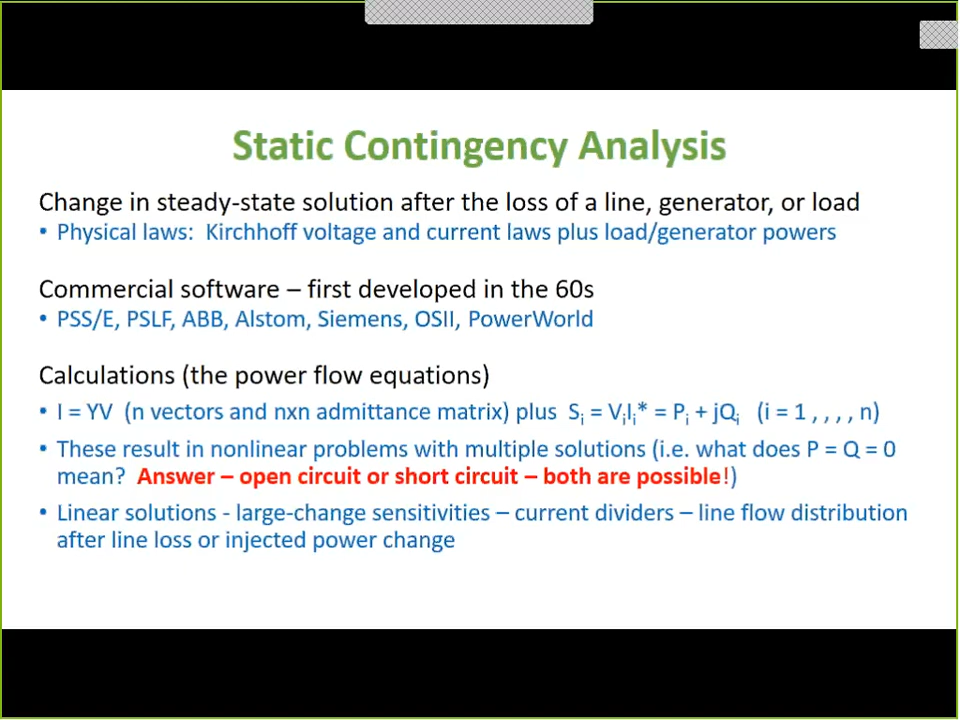 Static Contingency Analysis
Change in steady-state solution after the loss of a line, generator, or load
• Physical laws:  Kirchhoff voltage and current laws plus load/generator powers
Commercial software – first developed in the 60s
• PSS/E, PSLF, ABB, Alstom, Siemens, OSII, PowerWorld
Calculations (the power flow equations)
• I = YV  (n vectors and nxn admittance matrix) plus  Sᵢ = VᵢIᵢ* = Pᵢ + jQᵢ   (i = 1 , , , , n)
• These result in nonlinear problems with multiple solutions (i.e. what does P = Q = 0
mean?  Answer – open circuit or short circuit – both are possible!)
• Linear solutions - large-change sensitivities – current dividers – line flow distribution
after line loss or injected power change